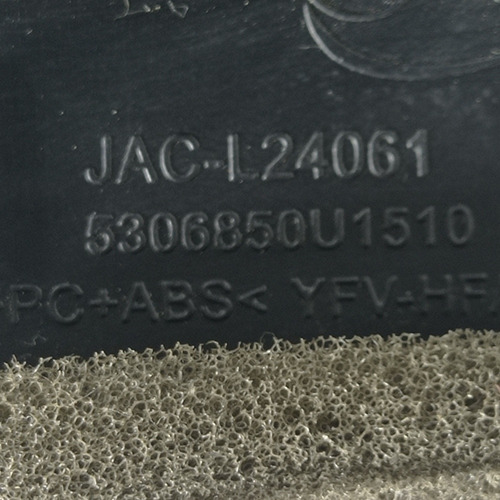 JAC-L24061
5306850U1510
PC+ABS< YFV-HF